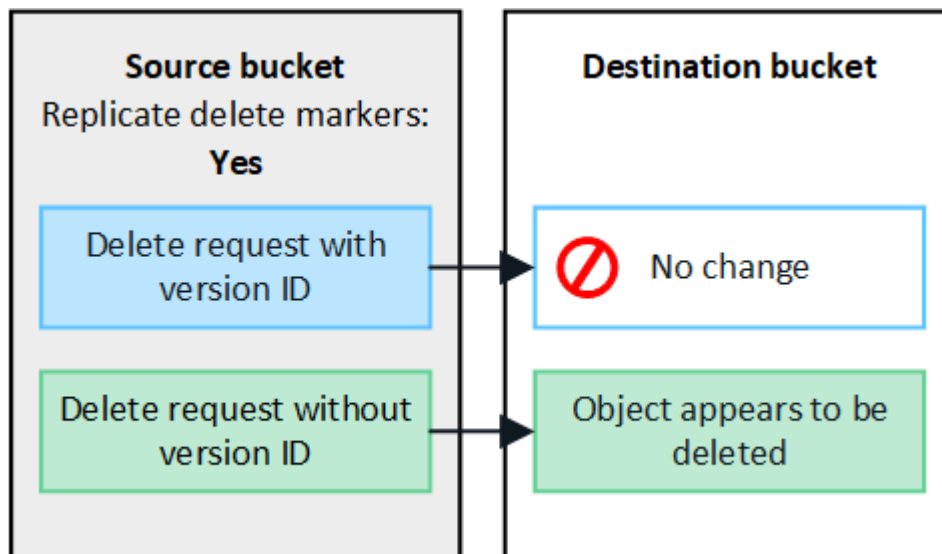 Source bucket
Replicate delete markers:
Yes
Delete request with
version ID
Delete request without
version ID
Destination bucket
No change
Object appears to be
deleted